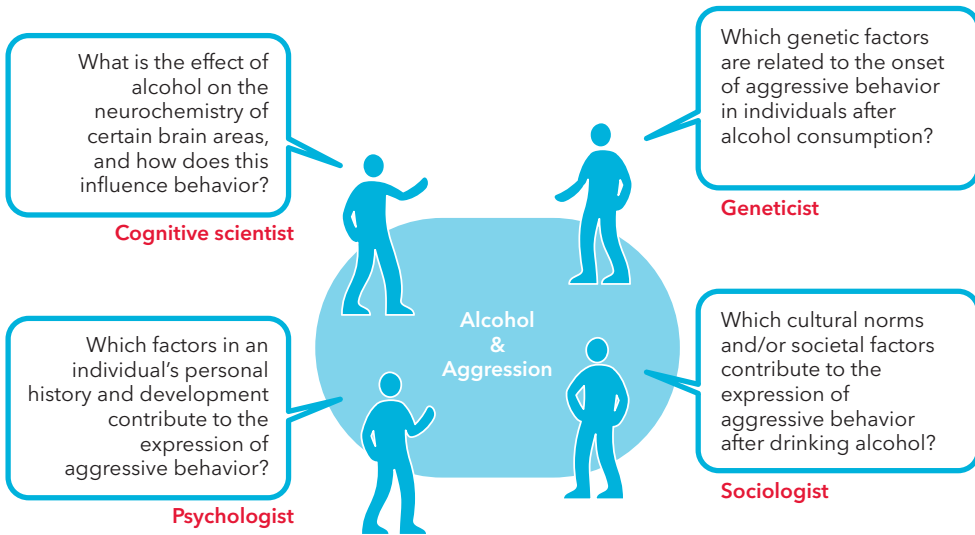 What is the effect of
alcohol on the
neurochemistry of
certain brain areas,
and how does this
influence behavior?
Cognitive scientist
Which genetic factors
are related to the onset
of aggressive behavior
in individuals after
alcohol consumption?
Geneticist
Alcohol
&
Aggression
Which factors in an
individual’s personal
history and development
contribute to the
expression of
aggressive behavior?
Psychologist
Which cultural norms
and/or societal factors
contribute to the
expression of
aggressive behavior
after drinking alcohol?
Sociologist